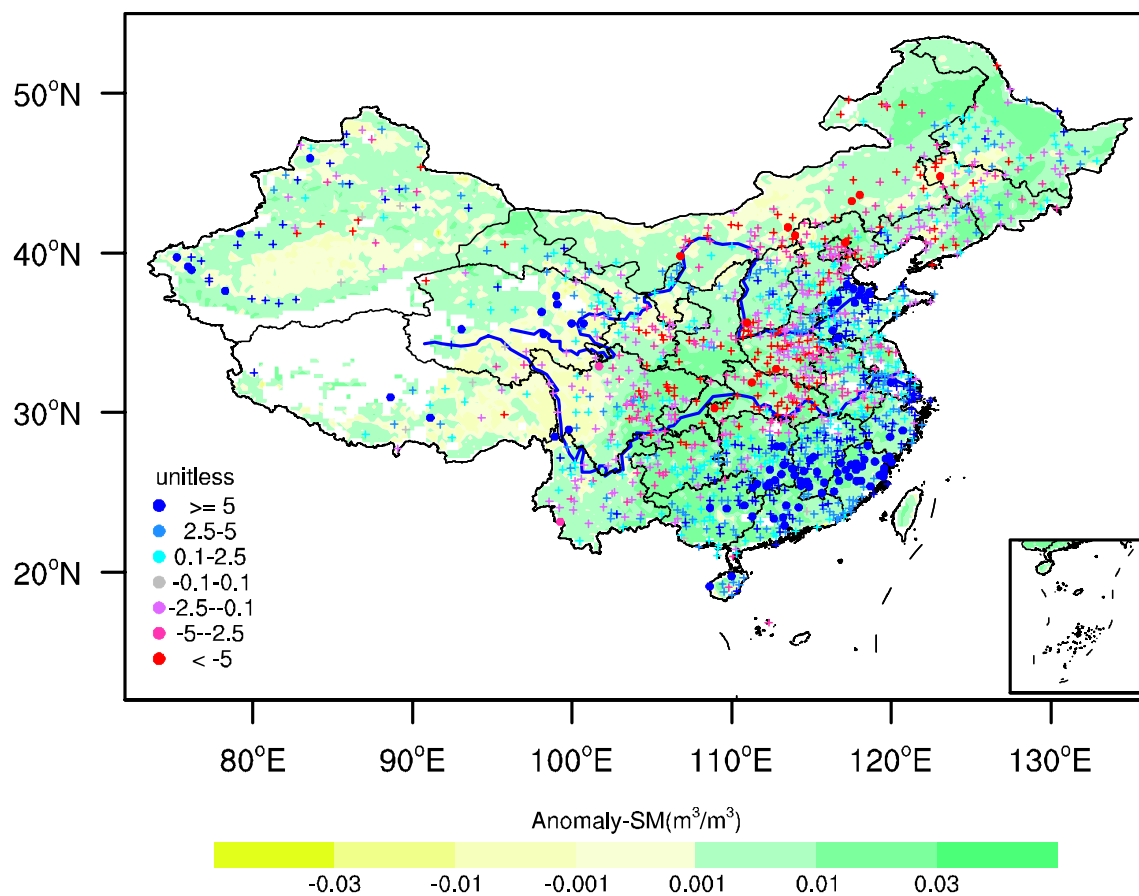 50°N
40°N
30°N
20°N
unitless
>= 5
2.5-5
0.1-2.5
-0.1-0.1
-2.5--0.1
-5--2.5
< -5
80°E 90°E 100°E 110°E 120°E 130°E
Anomaly-SM(m³/m³)
-0.03 -0.01 -0.001 0.001 0.01 0.03